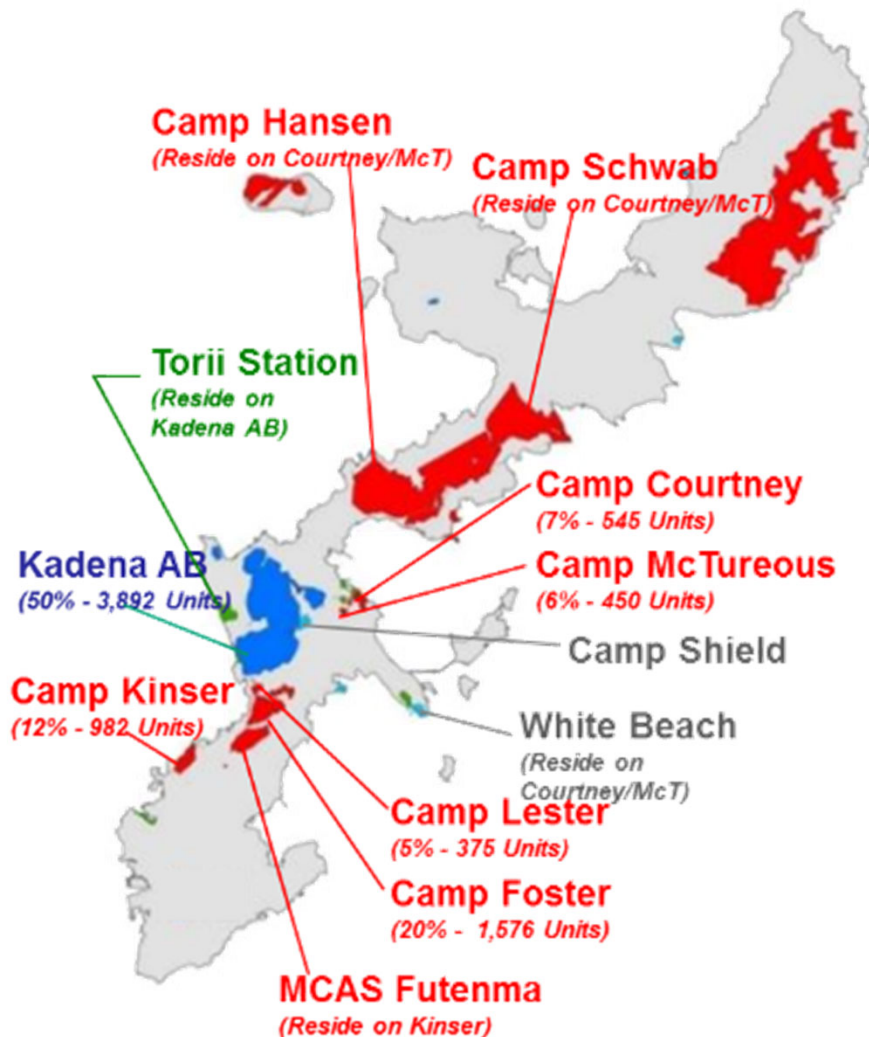 Camp Hansen
(Reside on Courtney/McT)
Camp Schwab
(Reside on Courtney/McT)
Torii Station
(Reside on
Kadena AB)
Camp Courtney
(7% - 545 Units)
Kadena AB
(50% - 3,892 Units)
Camp McTureous
(6% - 450 Units)
Camp Shield
Camp Kinser
(12% - 982 Units)
White Beach
(Reside on
Courtney/McT)
Camp Lester
(5% - 375 Units)
Camp Foster
(20% - 1,576 Units)
MCAS Futenma
(Reside on Kinser)